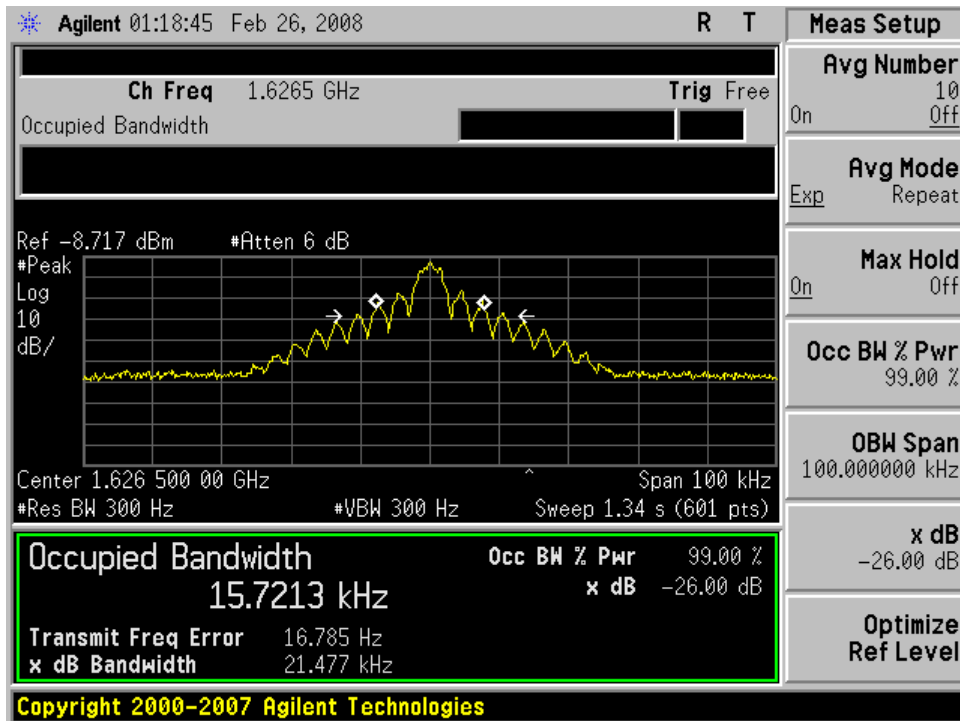 Agilent 01:18:45 Feb 26, 2008 R T
Ch Freq 1.6265 GHz Trig Free
Occupied Bandwidth
Ref -8.717 dBm #Atten 6 dB
#Peak
Log
10
dB/
Center 1.626 500 00 GHz Span 100 kHz
#Res BW 300 Hz #VBW 300 Hz Sweep 1.34 s (601 pts)
Occupied Bandwidth Occ BW % Pwr 99.00 %
15.7213 kHz x dB -26.00 dB
Transmit Freq Error 16.785 Hz
x dB Bandwidth 21.477 kHz
Copyright 2000-2007 Agilent Technologies
Meas Setup
Avg Number
10
On Off
Avg Mode
Exp Repeat
Max Hold
On Off
Occ BW % Pwr
99.00 %
OBW Span
100.000000 kHz
x dB
-26.00 dB
Optimize
Ref Level